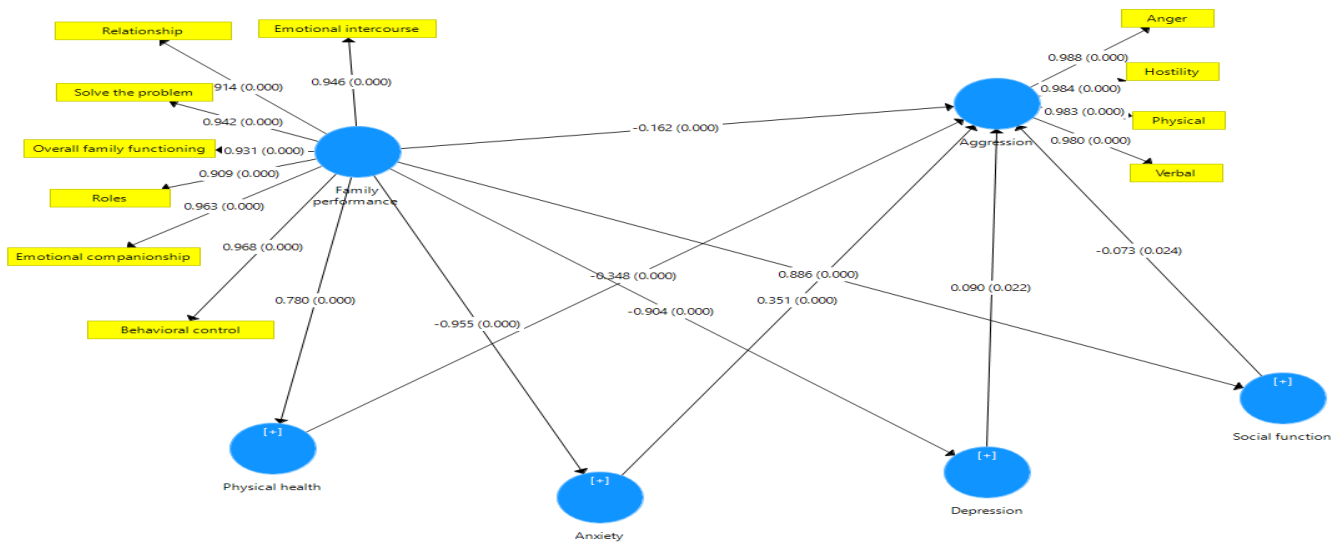 Relationship
Emotional intercourse
Anger
0.988 (0.000)
Hostility
0.984 (0.000)
914 (0.000)
0.946 (0.000)
Solve the problem
0.942 (0.000)
0.983 (0.000)
Physical
-0.162 (0.000)
0.980 (0.000)
Aggression
Overall family functioning
0.931 (0.000)
Verbal
0.909 (0.000)
Roles
Family
performance
0.963 (0.000)
Emotional companionship
0.968 (0.000)
-0.073 (0.024)
-0.348 (0.000)
0.886 (0.000)
0.090 (0.022)
0.780 (0.000)
0.351 (0.000)
-0.904 (0.000)
Behavioral control
-0.955 (0.000)
[+]
Social function
[+]
Physical health
[+]
Depression
[+]
Anxiety